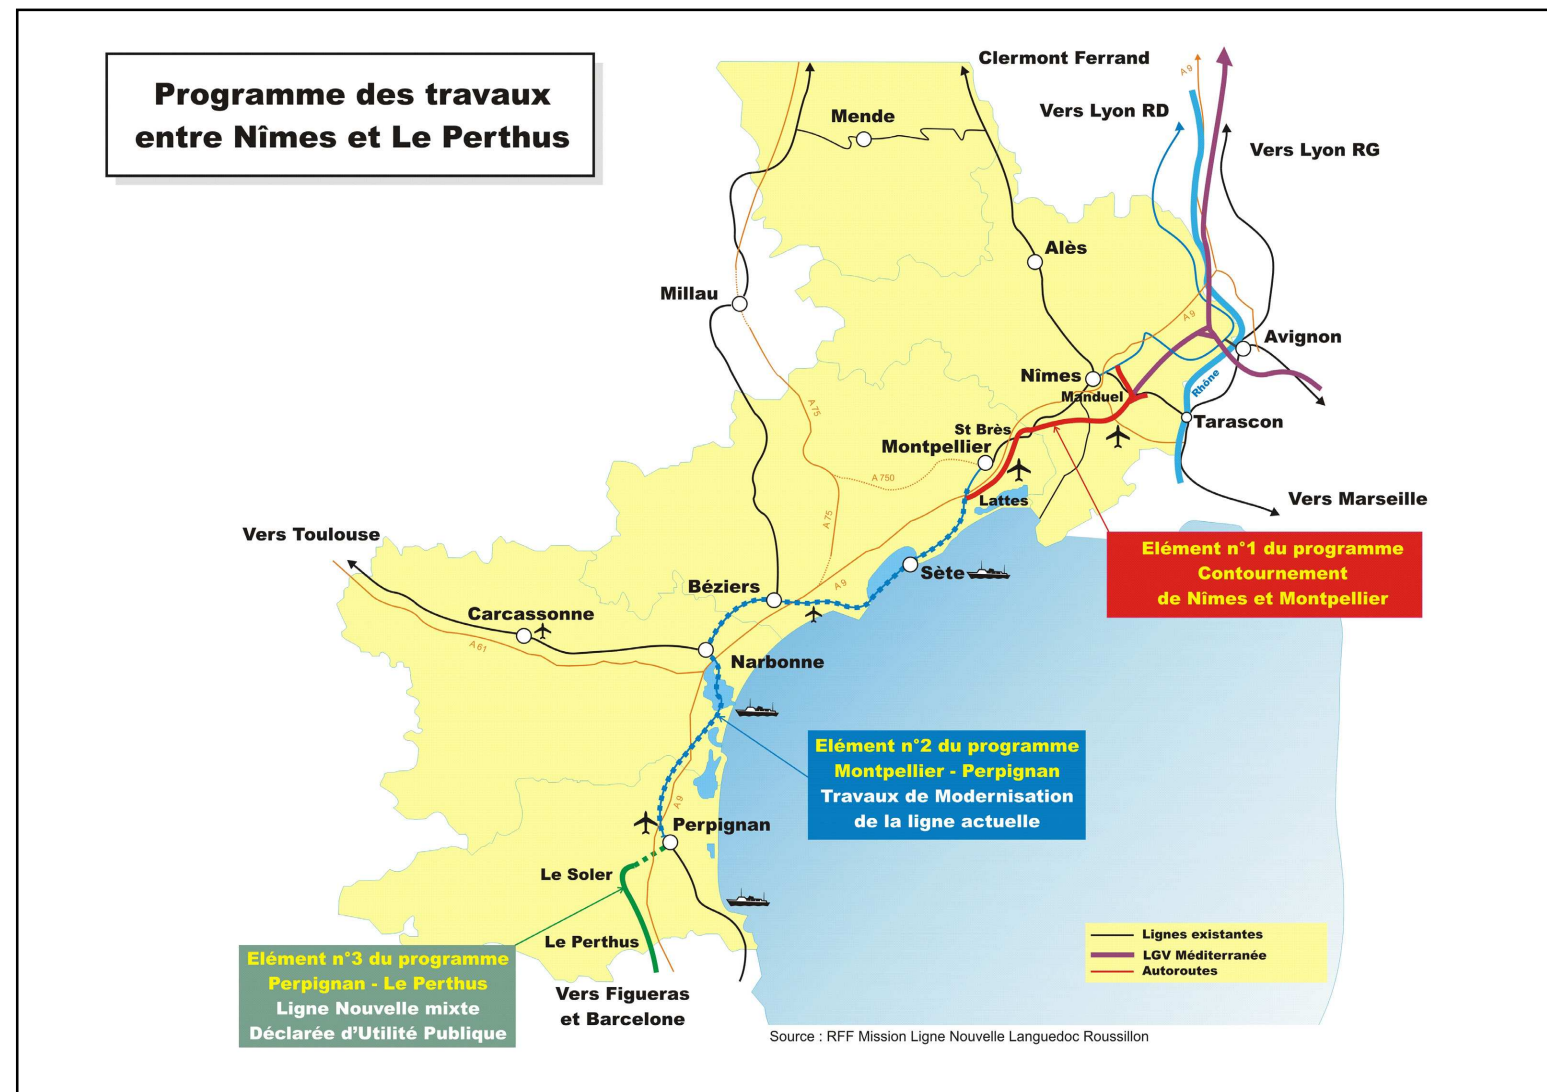 Programme des travaux
entre Nîmes et Le Perthus
Clermont Ferrand
A9
Vers Lyon RD
Mende
Vers Lyon RG
Alès
Millau
A9
Avignon
Nîmes
Manduel
Rhône
A 75
St Brès
Tarascon
Montpellier
A 750
Lattes
Vers Marseille
A 75
Vers Toulouse
Elément n°1 du programme
Contournement
de Nîmes et Montpellier
Sète
A9
Béziers
Carcassonne
A61
Narbonne
Elément n°2 du programme
Montpellier - Perpignan
Travaux de Modernisation
de la ligne actuelle
A9
Perpignan
Le Soler
Le Perthus
Elément n°3 du programme
Perpignan - Le Perthus
Ligne Nouvelle mixte
Déclarée d'Utilité Publique
Vers Figueras
et Barcelone
Lignes existantes
LGV Méditerranée
Autoroutes
Source : RFF Mission Ligne Nouvelle Languedoc Roussillon